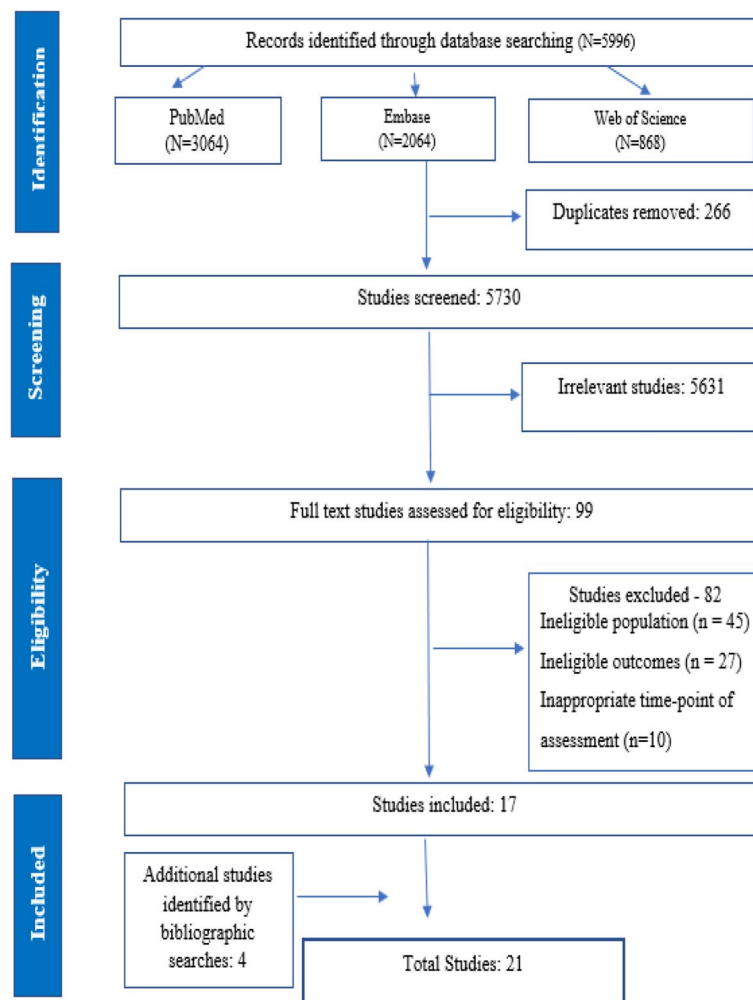 Identification
Records identified through database searching (N=5996)
PubMed
(N=3064)
Embase
(N=2064)
Web of Science
(N=868)
Duplicates removed: 266
Screening
Studies screened: 5730
Irrelevant studies: 5631
Eligibility
Full text studies assessed for eligibility: 99
Studies excluded - 82
Ineligible population (n = 45)
Ineligible outcomes (n = 27)
Inappropriate time-point of
assessment (n=10)
Included
Studies included: 17
Additional studies
identified by
bibliographic
searches: 4
Total Studies: 21